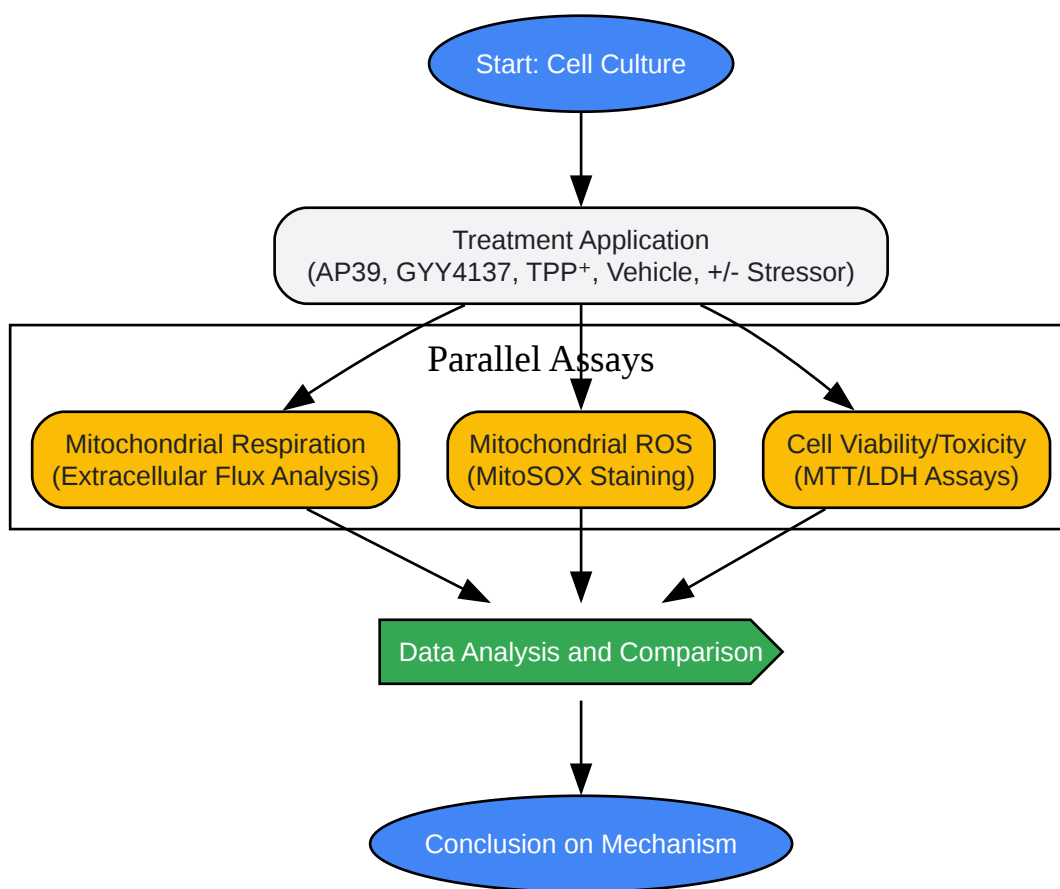 Start: Cell Culture
Treatment Application
(AP39, GYY4137, TPP⁺, Vehicle, +/- Stressor)
Parallel Assays
Mitochondrial Respiration
(Extracellular Flux Analysis)
Mitochondrial ROS
(MitoSOX Staining)
Cell Viability/Toxicity
(MTT/LDH Assays)
Data Analysis and Comparison
Conclusion on Mechanism